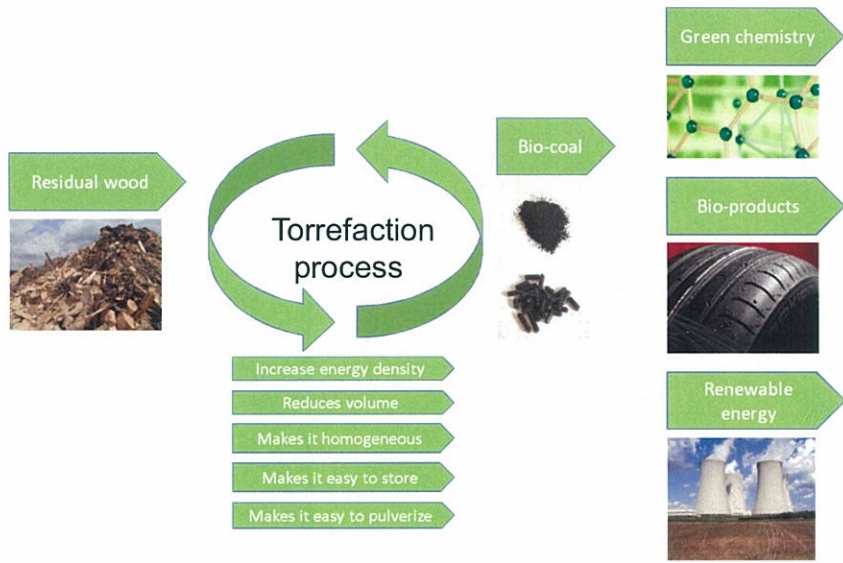 Green chemistry
Residual wood
Torrefaction
process
Bio-coal
Bio-products
Increase energy density
Reduces volume
Makes it homogeneous
Makes it easy to store
Makes it easy to pulverize
Renewable
energy